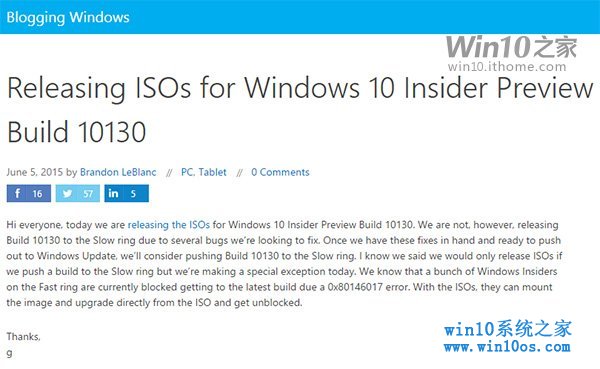 Blogging Windows
Win10之家
win10.ithome.com
Releasing ISOs for Windows 10 Insider Preview
Build 10130
June 5, 2015 by Brandon LeBlanc // PC, Tablet // 0 Comments
f 16 57 in 5
Hi everyone, today we are releasing the ISOs for Windows 10 Insider Preview Build 10130. We are not, however, releasing
Build 10130 to the Slow ring due to several bugs we're looking to fix. Once we have these fixes in hand and ready to push
out to Windows Update, we'll consider pushing Build 10130 to the Slow ring. I know we said we would only release ISOs if
we push a build to the Slow ring but we're making a special exception today. We know that a bunch of Windows Insiders
on the Fast ring are currently blocked getting to the latest build due a 0x80146017 error. With the ISOs, they can mount
the image and upgrade directly from the ISO and get unblocked.
Thanks,
g
win10系统之家
www.win10os.com